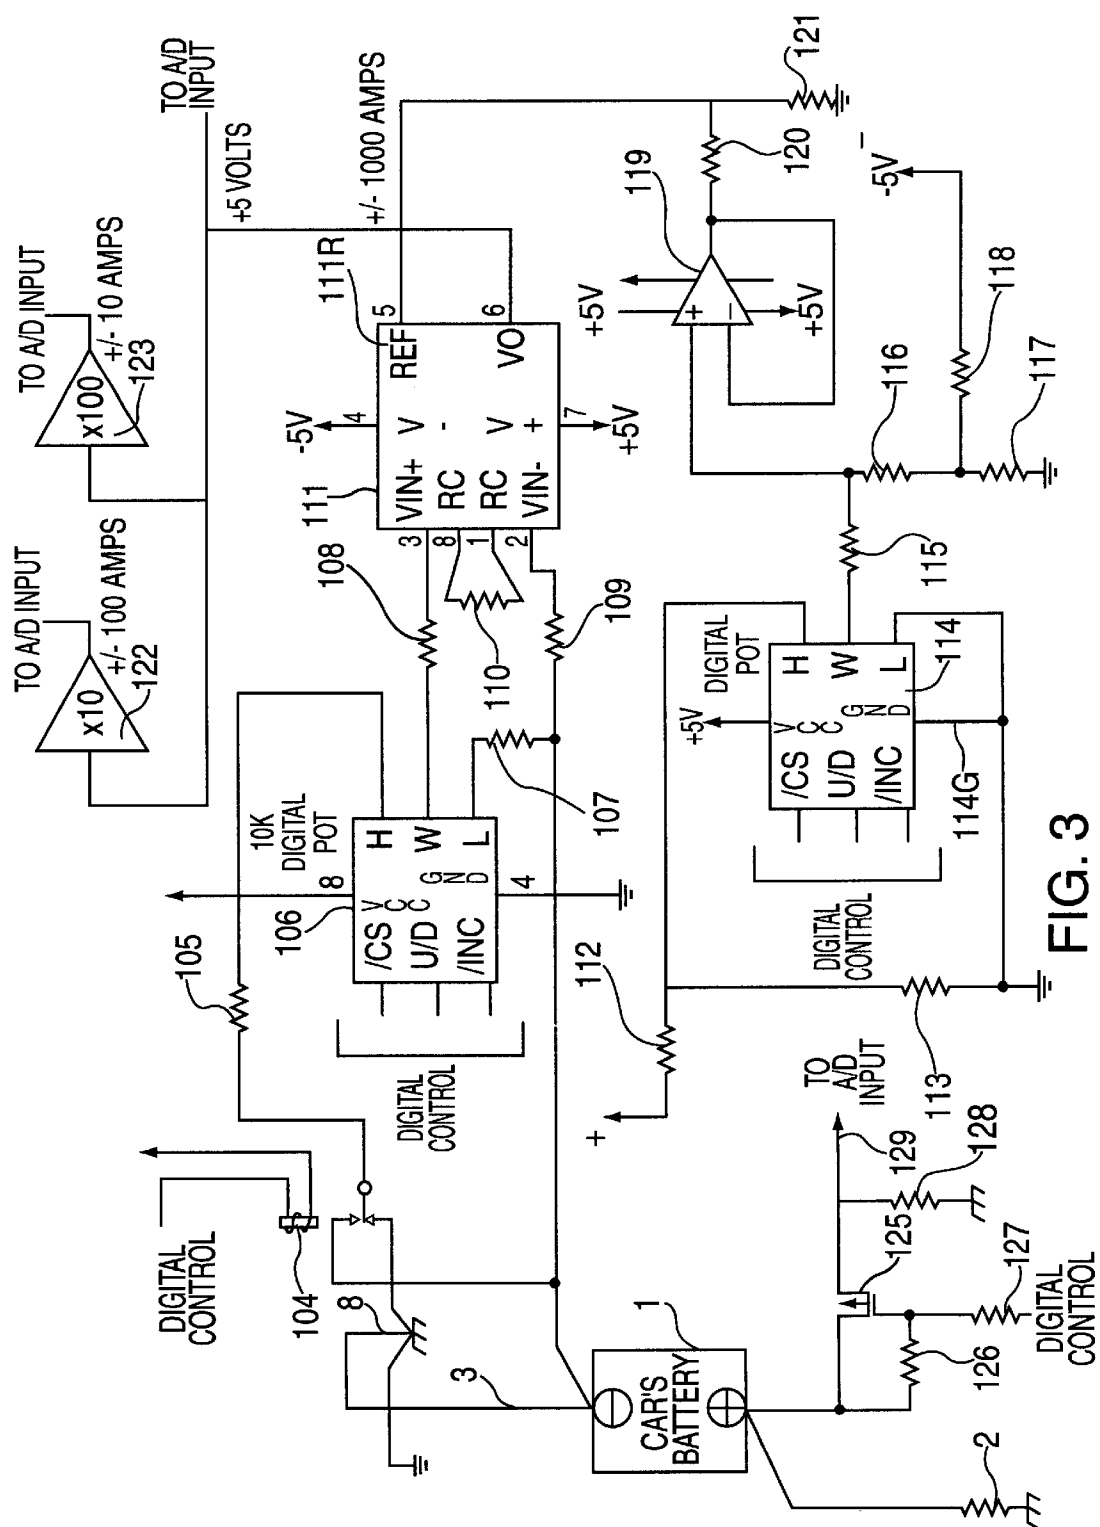 TO A/D INPUT
x10
+/- 100 AMPS
122
TO A/D INPUT
x100
+/- 10 AMPS
123
TO A/D
INPUT
+5 VOLTS
+/- 1000 AMPS
DIGITAL
CONTROL
104
105
10K
DIGITAL
POT
106
8
/CS
U/D
/INC
VCC
GND
H
W
L
4
DIGITAL
CONTROL
107
108
109
110
111
111R
-5V
4
VIN+
RC
RC
VIN-
V
-
V
+
REF
VO
3
8
1
2
5
6
7
+5V
8
3
1
CAR'S
BATTERY
2
112
+
113
DIGITAL
POT
+5V
/CS
U/D
/INC
VCC
GND
H
W
L
114
114G
DIGITAL
CONTROL
115
116
117
118
-5V
–
119
+5V
+
–
+5V
120
121
TO
A/D
INPUT
129
128
125
126
127
DIGITAL
CONTROL
FIG. 3